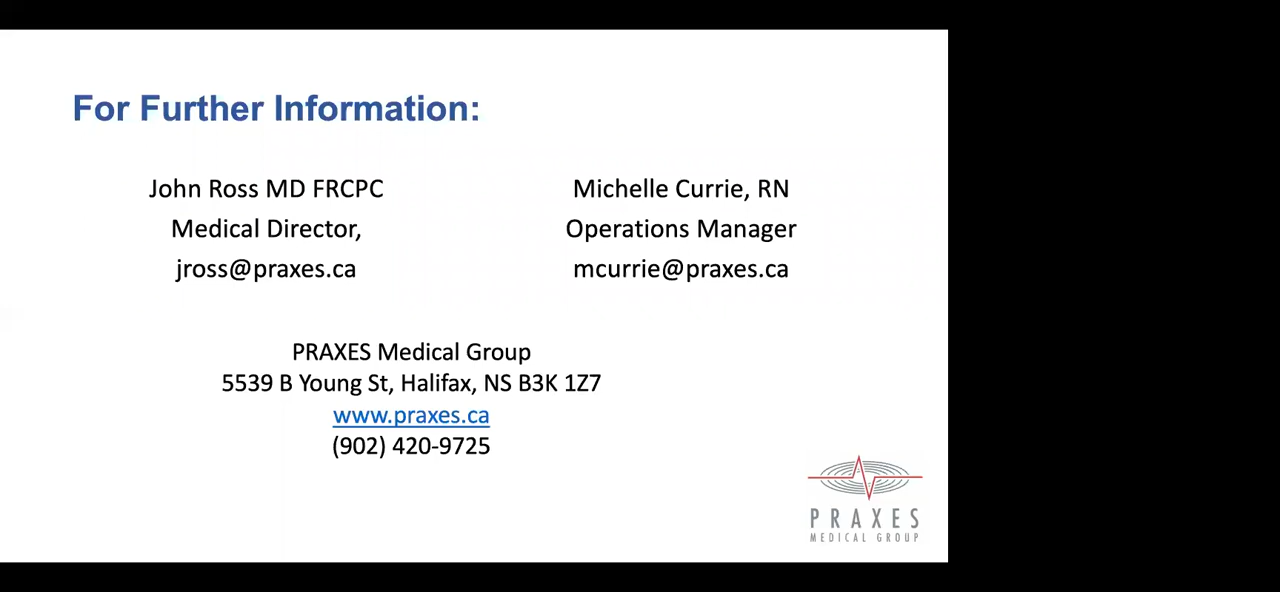 For Further Information:
John Ross MD FRCPC
Medical Director,
jross@praxes.ca
Michelle Currie, RN
Operations Manager
mcurrie@praxes.ca
PRAXES Medical Group
5539 B Young St, Halifax, NS B3K 1Z7
www.praxes.ca
(902) 420-9725
PRAXES
MEDICAL GROUP